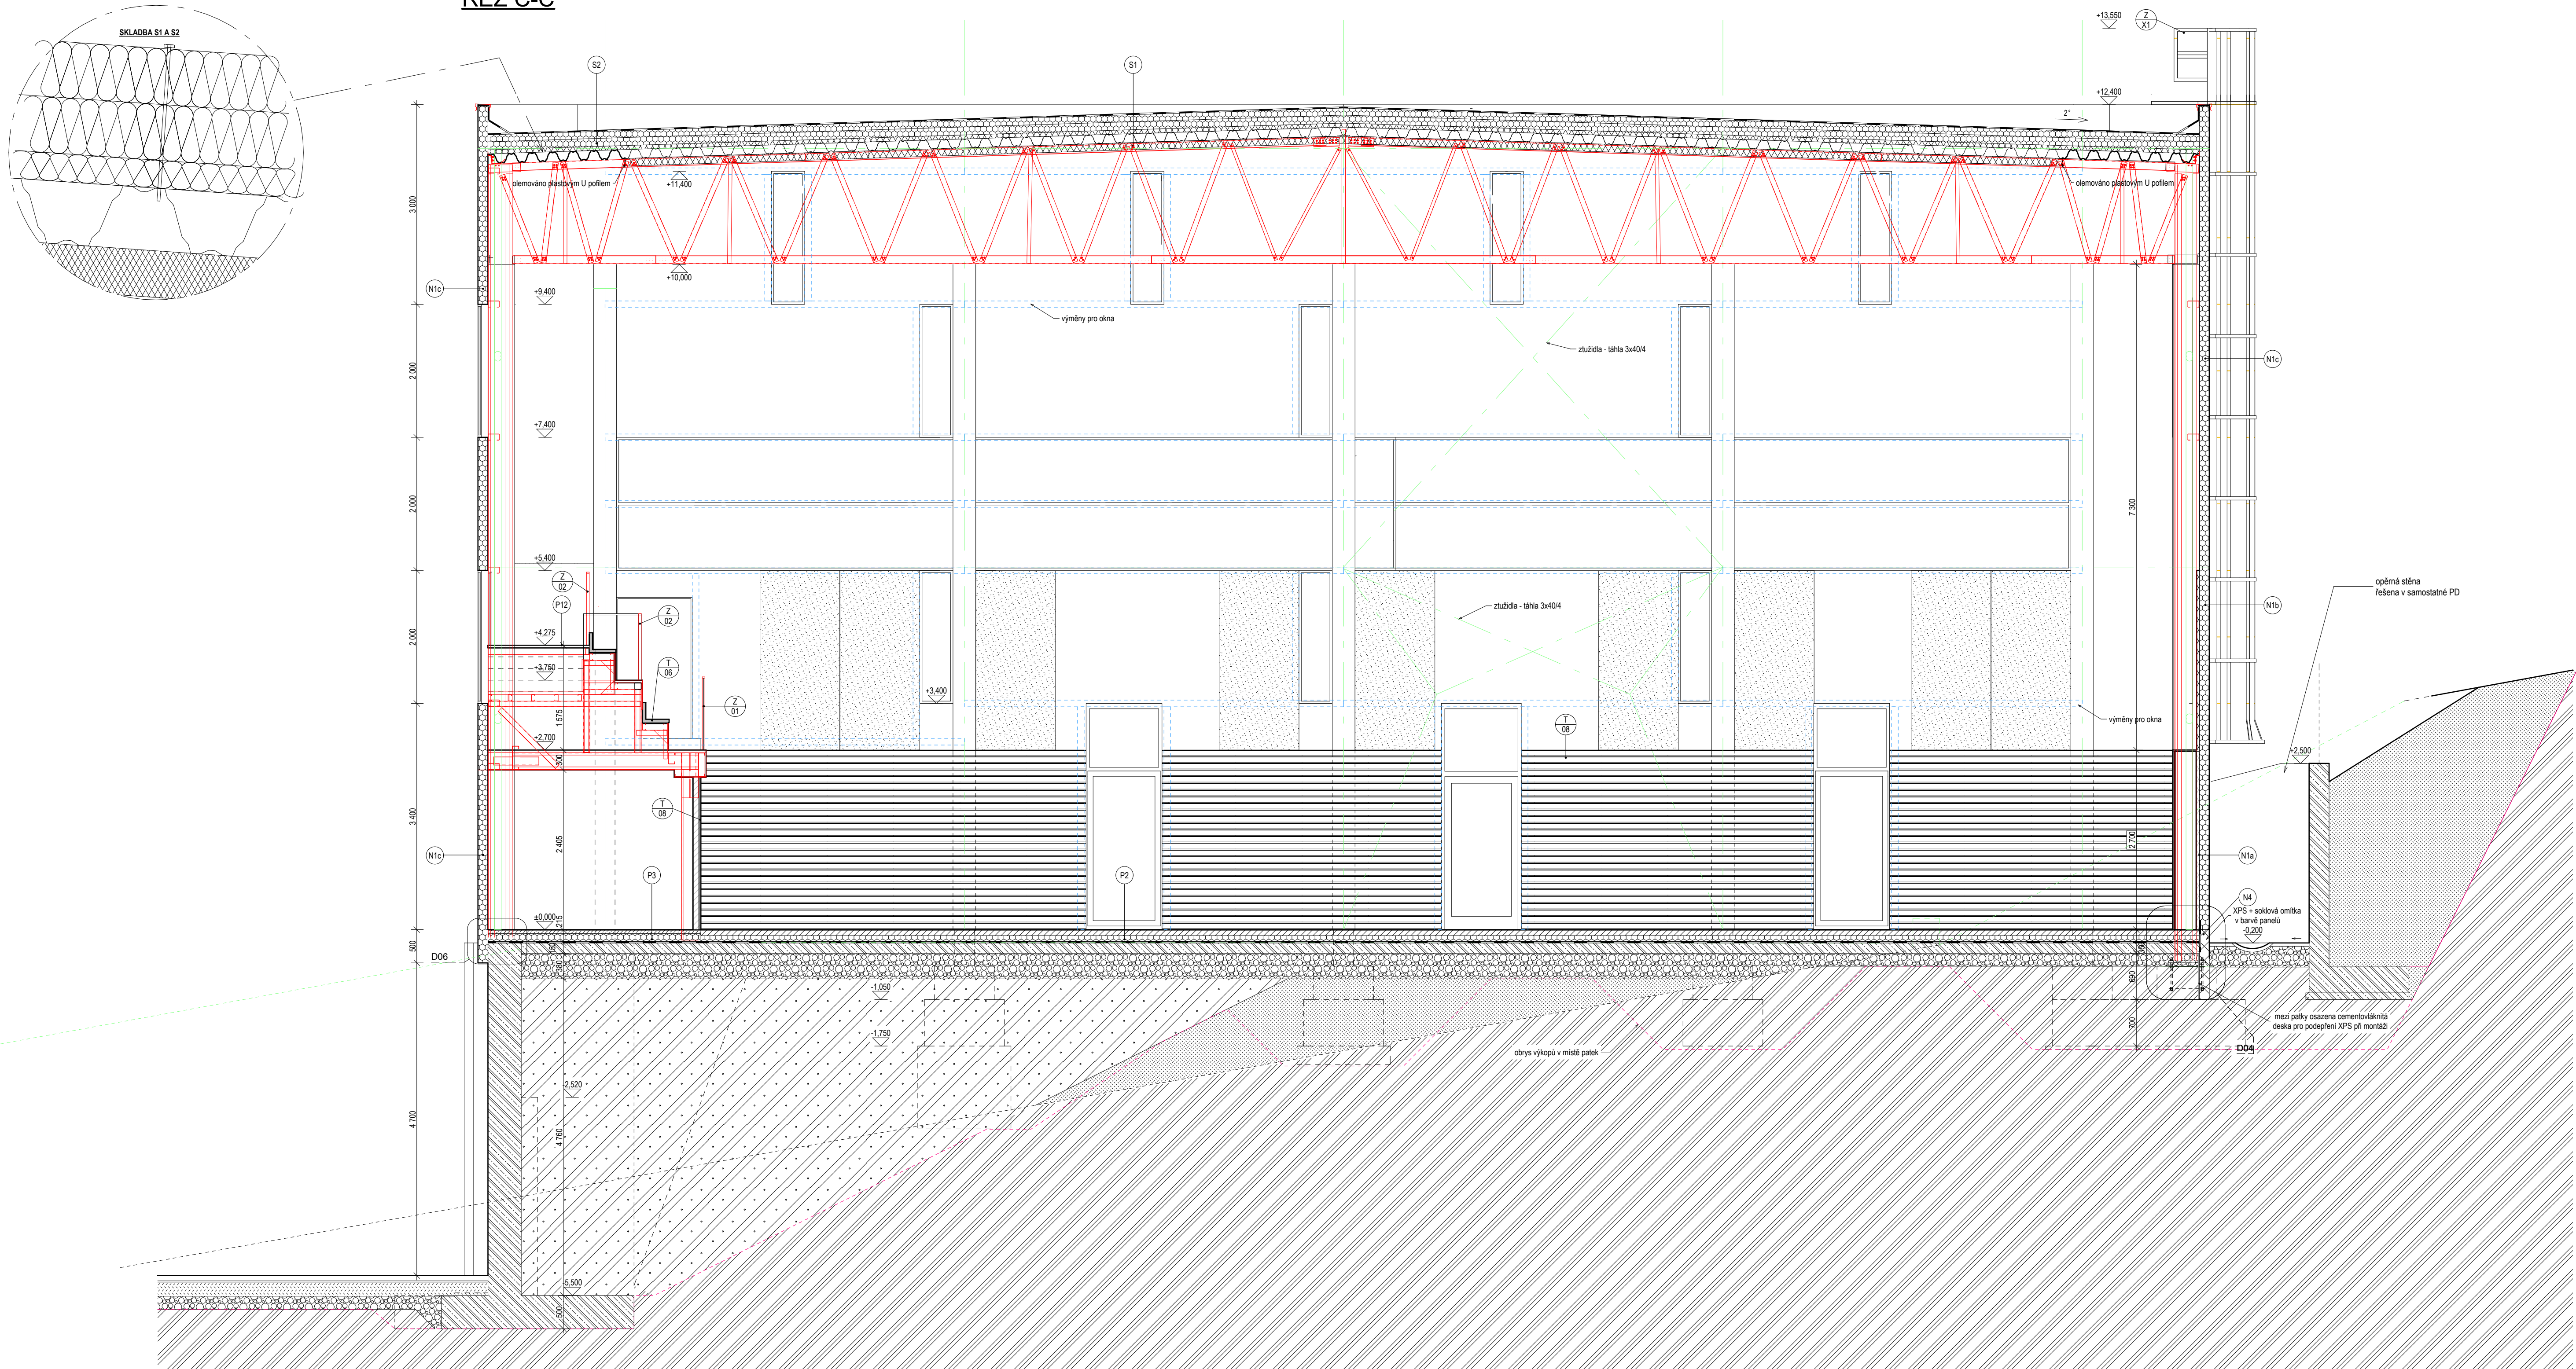 ŘEZ C-C
SKLADBA S1 A S2
S2
S1
+13,550
Z
X1
+12,400
2°
olemováno plastovým U pofilem
+11,400
olemováno plastovým U pofilem
3 000
+10,000
N1c
+9,400
výměny pro okna
ztužidla - táhla 3x40/4
N1c
2 000
+7,400
2 000
7 300
+5,400
Z
02
P12
Z
02
ztužidla - táhla 3x40/4
opěrná stěna
řešena v samostatné PD
N1b
+4,275
2 000
+3,750
T
06
+3,400
Z
01
1 575
T
08
výměny pro okna
+2,700
300
+2,500
T
08
3 400
2 405
2 700
N1c
N1a
P3
P2
N4
XPS + soklová omítka
v barvě panelů
-0,200
±0,000
215
500
D06
-1,050
690
mezi patky osazena cementovláknitá
deska pro podepření XPS při montáži
700
D04
-1,750
obrys výkopů v místě patek
-2,520
4 700
4 760
-5,500
500